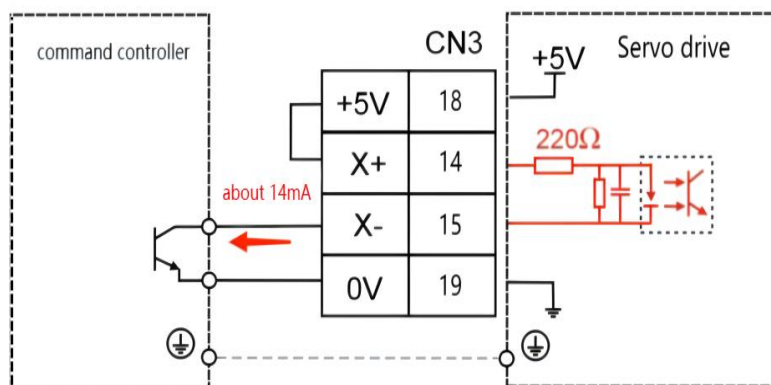 command controller
CN3
Servo drive
+5V
+5V 18
220Ω
X+ 14
about 14mA
X- 15
0V 19